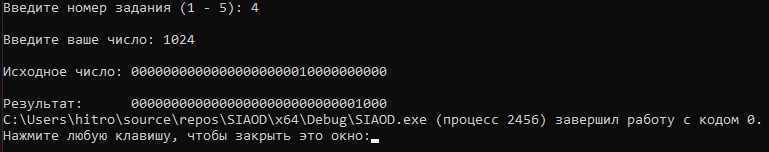 Введите номер задания (1 - 5): 4
Введите ваше число: 1024
Исходное число: 00000000000000000000010000000000
Результат: 00000000000000000000000000001000
C:\Users\hitro\source\repos\SIAOD\x64\Debug\SIAOD.exe (процесс 2456) завершил работу с кодом 0.
Нажмите любую клавишу, чтобы закрыть это окно: